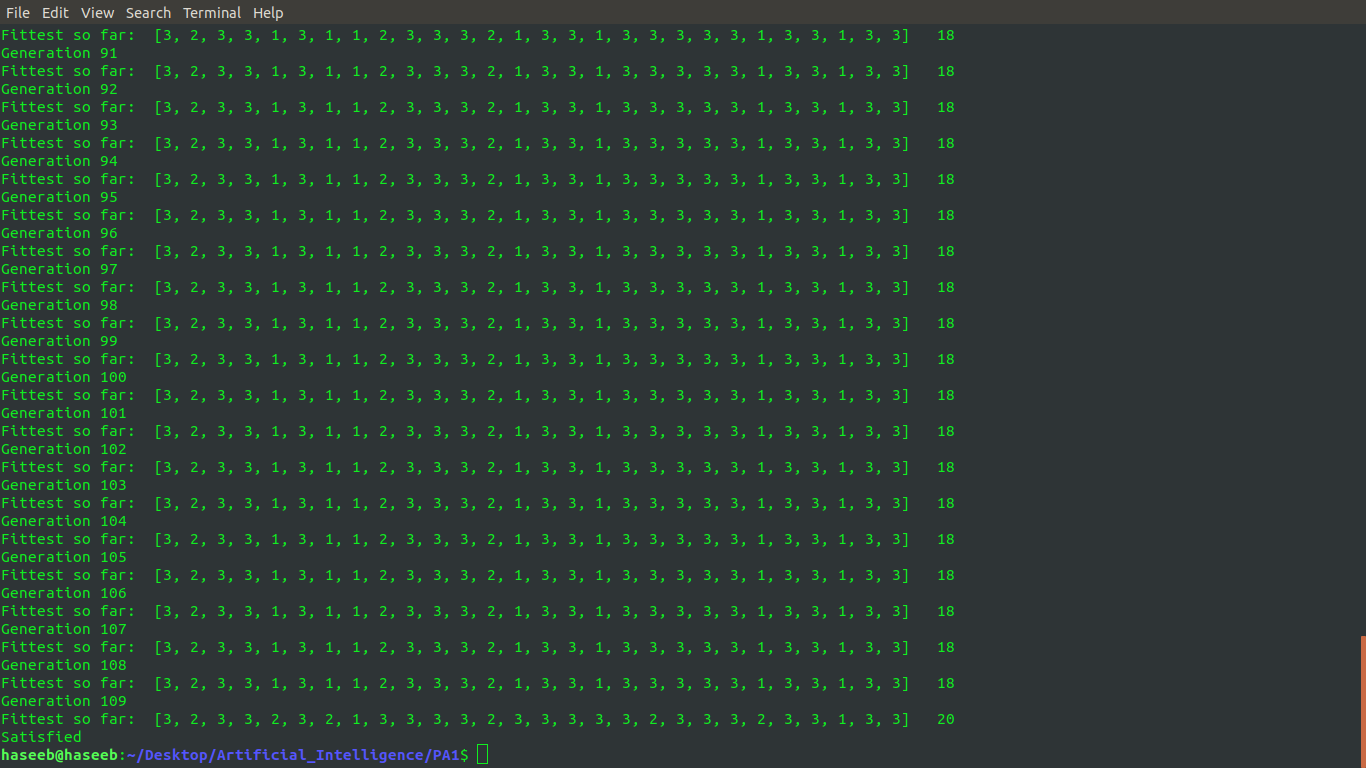 File Edit View Search Terminal Help
Fittest so far:  [3, 2, 3, 3, 1, 3, 1, 1, 2, 3, 3, 3, 2, 1, 3, 3, 1, 3, 3, 3, 3, 3, 1, 3, 3, 1, 3, 3]   18
Generation 91
Fittest so far:  [3, 2, 3, 3, 1, 3, 1, 1, 2, 3, 3, 3, 2, 1, 3, 3, 1, 3, 3, 3, 3, 3, 1, 3, 3, 1, 3, 3]   18
Generation 92
Fittest so far:  [3, 2, 3, 3, 1, 3, 1, 1, 2, 3, 3, 3, 2, 1, 3, 3, 1, 3, 3, 3, 3, 3, 1, 3, 3, 1, 3, 3]   18
Generation 93
Fittest so far:  [3, 2, 3, 3, 1, 3, 1, 1, 2, 3, 3, 3, 2, 1, 3, 3, 1, 3, 3, 3, 3, 3, 1, 3, 3, 1, 3, 3]   18
Generation 94
Fittest so far:  [3, 2, 3, 3, 1, 3, 1, 1, 2, 3, 3, 3, 2, 1, 3, 3, 1, 3, 3, 3, 3, 3, 1, 3, 3, 1, 3, 3]   18
Generation 95
Fittest so far:  [3, 2, 3, 3, 1, 3, 1, 1, 2, 3, 3, 3, 2, 1, 3, 3, 1, 3, 3, 3, 3, 3, 1, 3, 3, 1, 3, 3]   18
Generation 96
Fittest so far:  [3, 2, 3, 3, 1, 3, 1, 1, 2, 3, 3, 3, 2, 1, 3, 3, 1, 3, 3, 3, 3, 3, 1, 3, 3, 1, 3, 3]   18
Generation 97
Fittest so far:  [3, 2, 3, 3, 1, 3, 1, 1, 2, 3, 3, 3, 2, 1, 3, 3, 1, 3, 3, 3, 3, 3, 1, 3, 3, 1, 3, 3]   18
Generation 98
Fittest so far:  [3, 2, 3, 3, 1, 3, 1, 1, 2, 3, 3, 3, 2, 1, 3, 3, 1, 3, 3, 3, 3, 3, 1, 3, 3, 1, 3, 3]   18
Generation 99
Fittest so far:  [3, 2, 3, 3, 1, 3, 1, 1, 2, 3, 3, 3, 2, 1, 3, 3, 1, 3, 3, 3, 3, 3, 1, 3, 3, 1, 3, 3]   18
Generation 100
Fittest so far:  [3, 2, 3, 3, 1, 3, 1, 1, 2, 3, 3, 3, 2, 1, 3, 3, 1, 3, 3, 3, 3, 3, 1, 3, 3, 1, 3, 3]   18
Generation 101
Fittest so far:  [3, 2, 3, 3, 1, 3, 1, 1, 2, 3, 3, 3, 2, 1, 3, 3, 1, 3, 3, 3, 3, 3, 1, 3, 3, 1, 3, 3]   18
Generation 102
Fittest so far:  [3, 2, 3, 3, 1, 3, 1, 1, 2, 3, 3, 3, 2, 1, 3, 3, 1, 3, 3, 3, 3, 3, 1, 3, 3, 1, 3, 3]   18
Generation 103
Fittest so far:  [3, 2, 3, 3, 1, 3, 1, 1, 2, 3, 3, 3, 2, 1, 3, 3, 1, 3, 3, 3, 3, 3, 1, 3, 3, 1, 3, 3]   18
Generation 104
Fittest so far:  [3, 2, 3, 3, 1, 3, 1, 1, 2, 3, 3, 3, 2, 1, 3, 3, 1, 3, 3, 3, 3, 3, 1, 3, 3, 1, 3, 3]   18
Generation 105
Fittest so far:  [3, 2, 3, 3, 1, 3, 1, 1, 2, 3, 3, 3, 2, 1, 3, 3, 1, 3, 3, 3, 3, 3, 1, 3, 3, 1, 3, 3]   18
Generation 106
Fittest so far:  [3, 2, 3, 3, 1, 3, 1, 1, 2, 3, 3, 3, 2, 1, 3, 3, 1, 3, 3, 3, 3, 3, 1, 3, 3, 1, 3, 3]   18
Generation 107
Fittest so far:  [3, 2, 3, 3, 1, 3, 1, 1, 2, 3, 3, 3, 2, 1, 3, 3, 1, 3, 3, 3, 3, 3, 1, 3, 3, 1, 3, 3]   18
Generation 108
Fittest so far:  [3, 2, 3, 3, 1, 3, 1, 1, 2, 3, 3, 3, 2, 1, 3, 3, 1, 3, 3, 3, 3, 3, 1, 3, 3, 1, 3, 3]   18
Generation 109
Fittest so far:  [3, 2, 3, 3, 2, 3, 2, 1, 3, 3, 3, 3, 2, 3, 3, 3, 3, 3, 2, 3, 3, 3, 2, 3, 3, 1, 3, 3]   20
Satisfied
haseeb@haseeb:~/Desktop/Artificial_Intelligence/PA1$